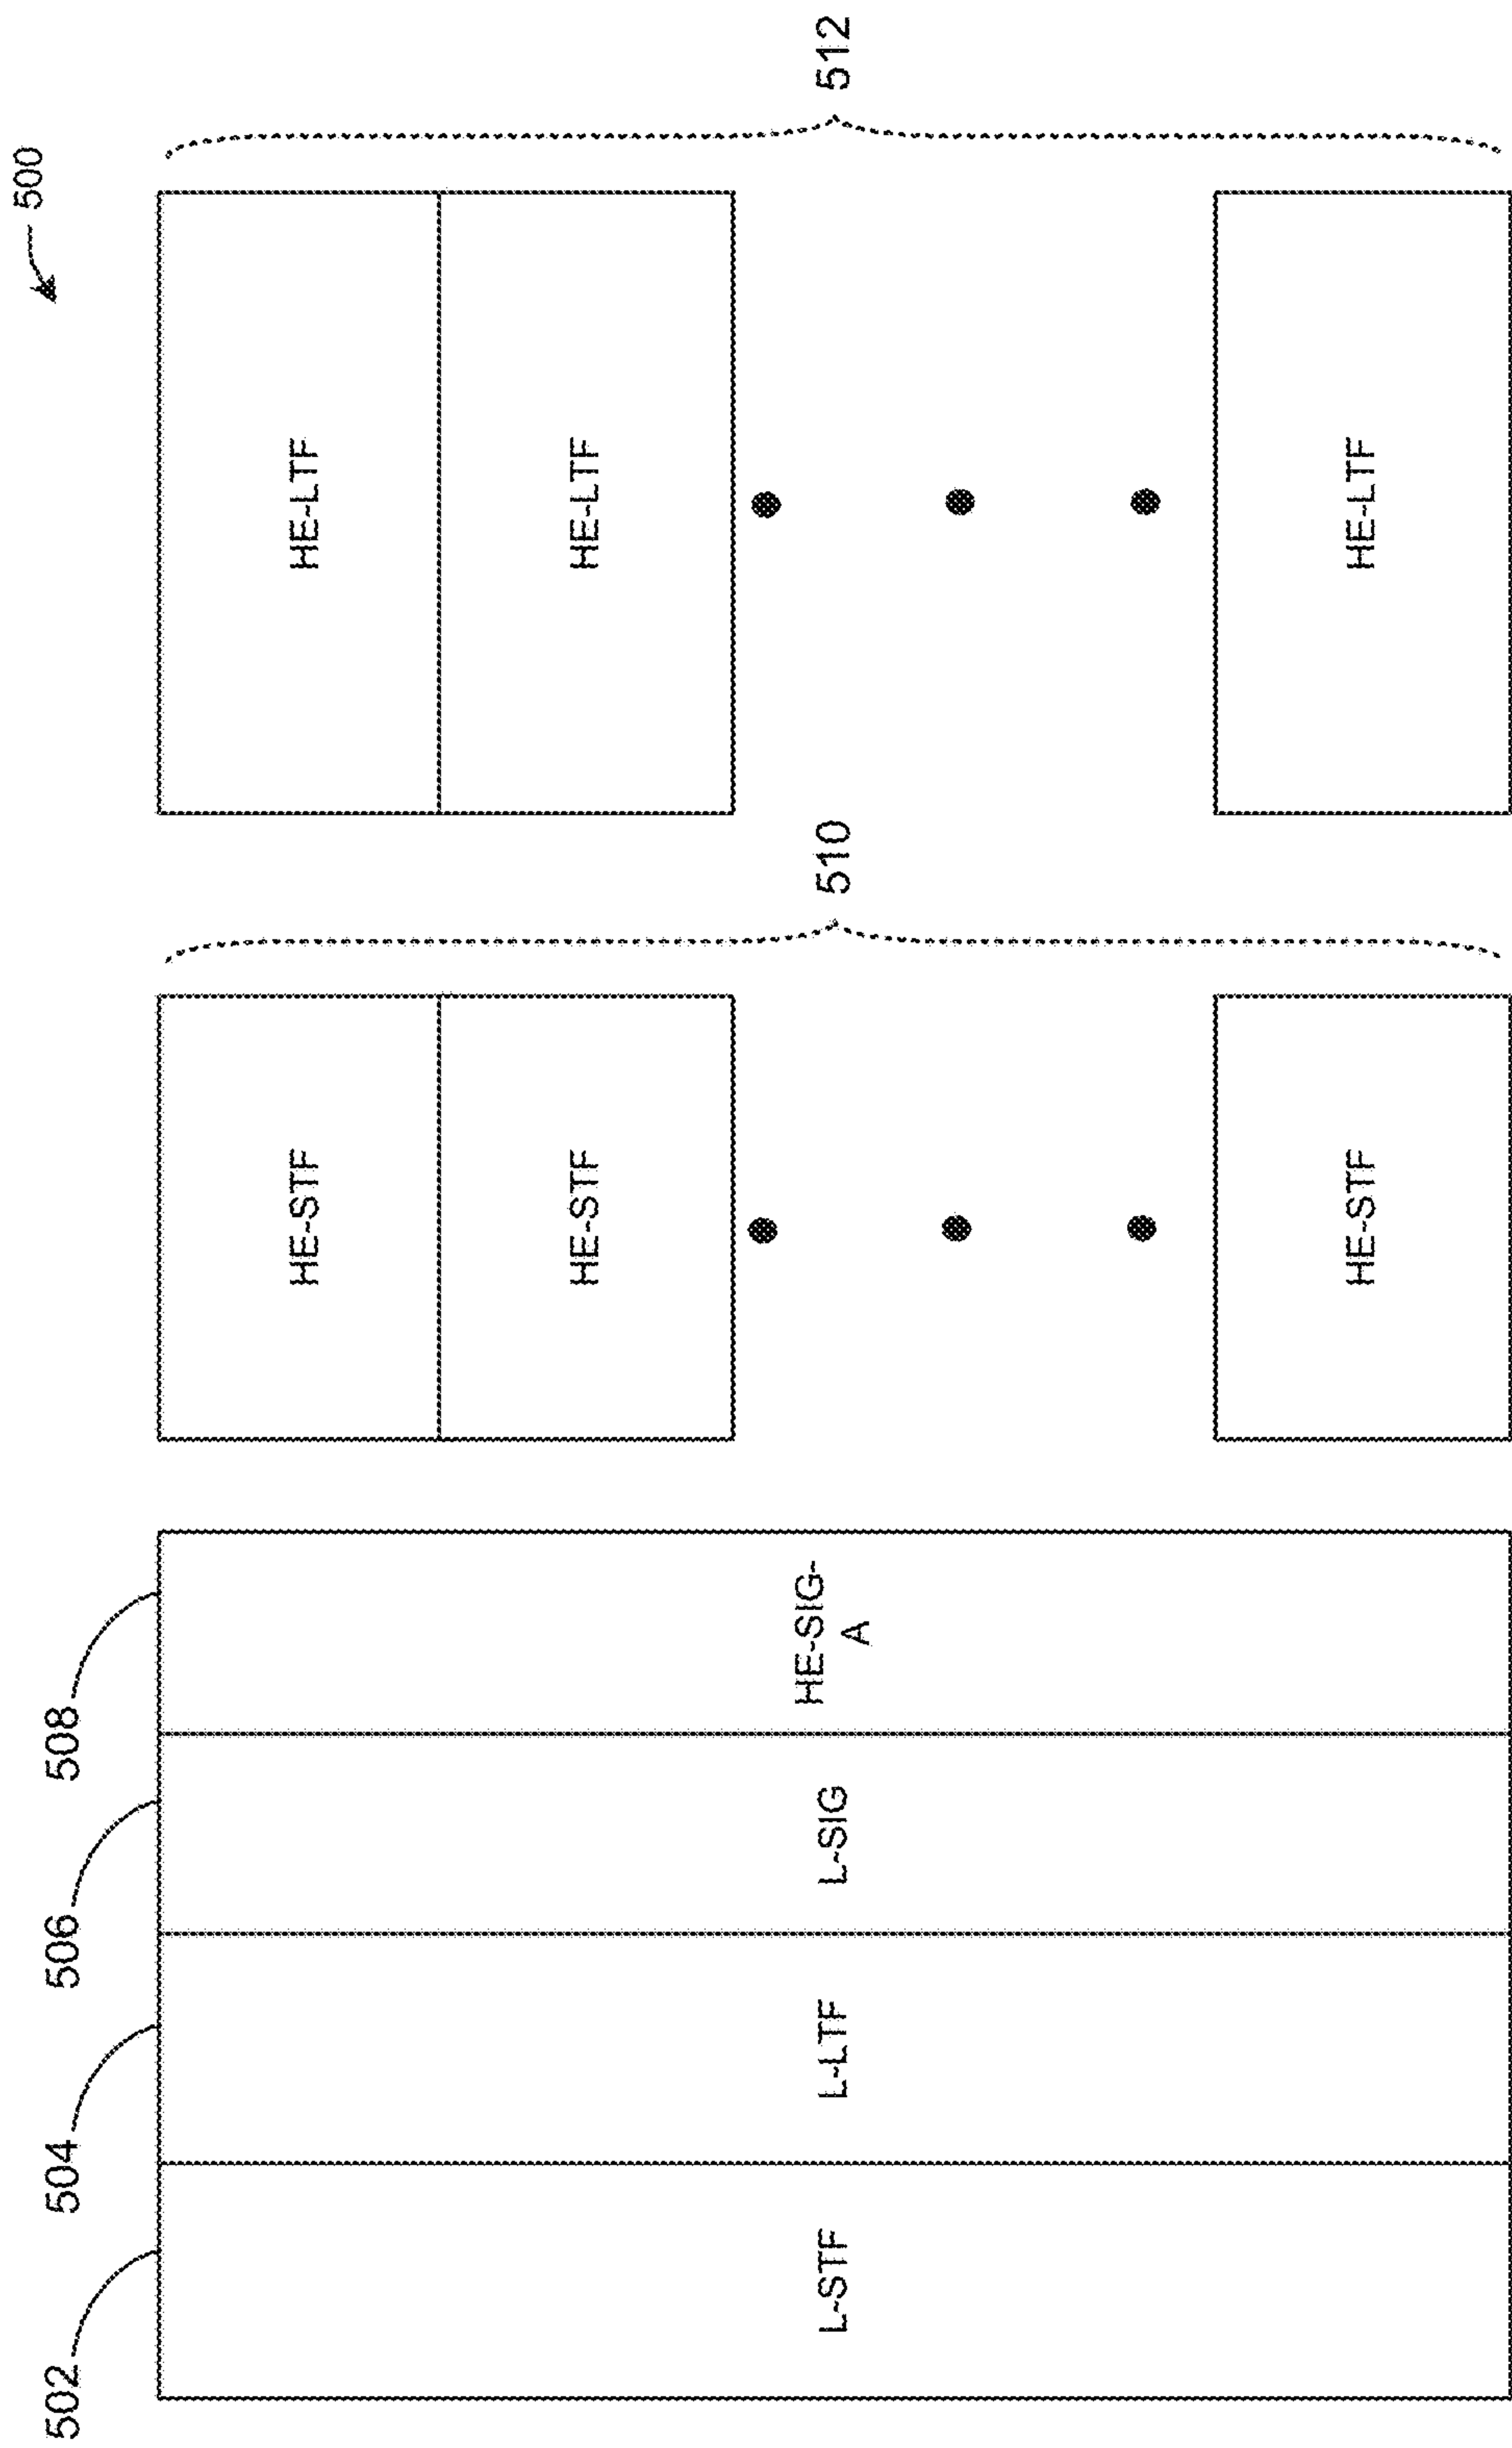 500
502
504
506
508
L-STF
L-LTF
L-SIG
HE-SIG-
A
HE-STF
HE-STF
HE-STF
510
HE-LTF
HE-LTF
HE-LTF
512